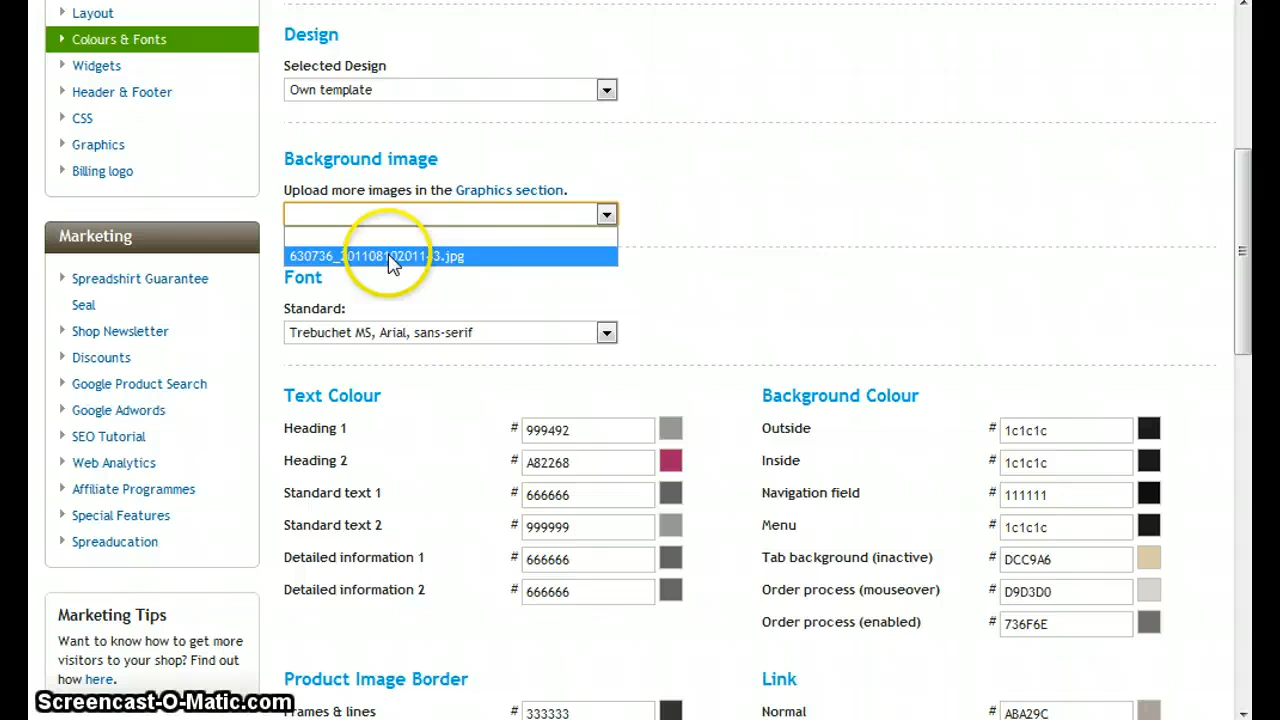 Layout
Colours & Fonts
Widgets
Header & Footer
CSS
Graphics
Billing logo
Marketing
Spreadshirt Guarantee
Seal
Shop Newsletter
Discounts
Google Product Search
Google Adwords
SEO Tutorial
Web Analytics
Affiliate Programmes
Special Features
Spreaducation
Marketing Tips
Want to know how to get more
visitors to your shop? Find out
how here.
Design
Selected Design
Own template
Background image
Upload more images in the Graphics section.
Font
Standard:
Trebuchet MS, Arial, sans-serif
Text Colour
Heading 1 # 999492
Heading 2 # A82268
Standard text 1 # 666666
Standard text 2 # 999999
Detailed information 1 # 666666
Detailed information 2 # 666666
Background Colour
Outside # 1c1c1c
Inside # 1c1c1c
Navigation field # 111111
Menu # 1c1c1c
Tab background (inactive) # DCC9A6
Order process (mouseover) # D9D3D0
Order process (enabled) # 736F6E
Product Image Border
Frames & lines # 333333
Link
Normal # ABA29C
Screencast-O-Matic.com